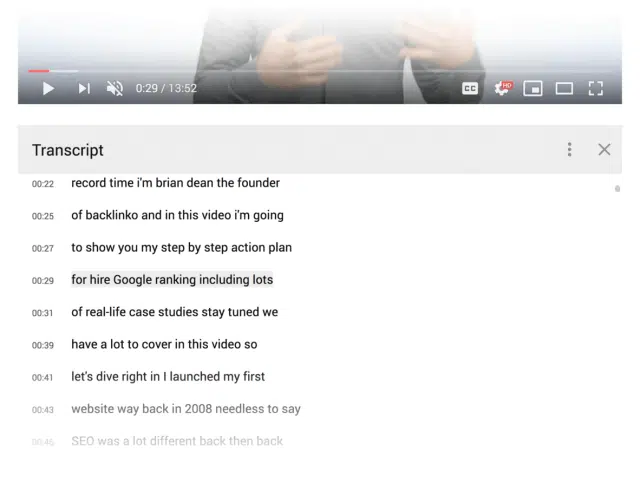 0:29 / 13:52
CC
HD
Transcript
00:22 record time i'm brian dean the founder
00:25 of backlinko and in this video i'm going
00:27 to show you my step by step action plan
00:29 for hire Google ranking including lots
00:31 of real-life case studies stay tuned we
00:39 have a lot to cover in this video so
00:41 let's dive right in I launched my first
00:43 website way back in 2008 needless to say
00:46 SEO was a lot different back then back